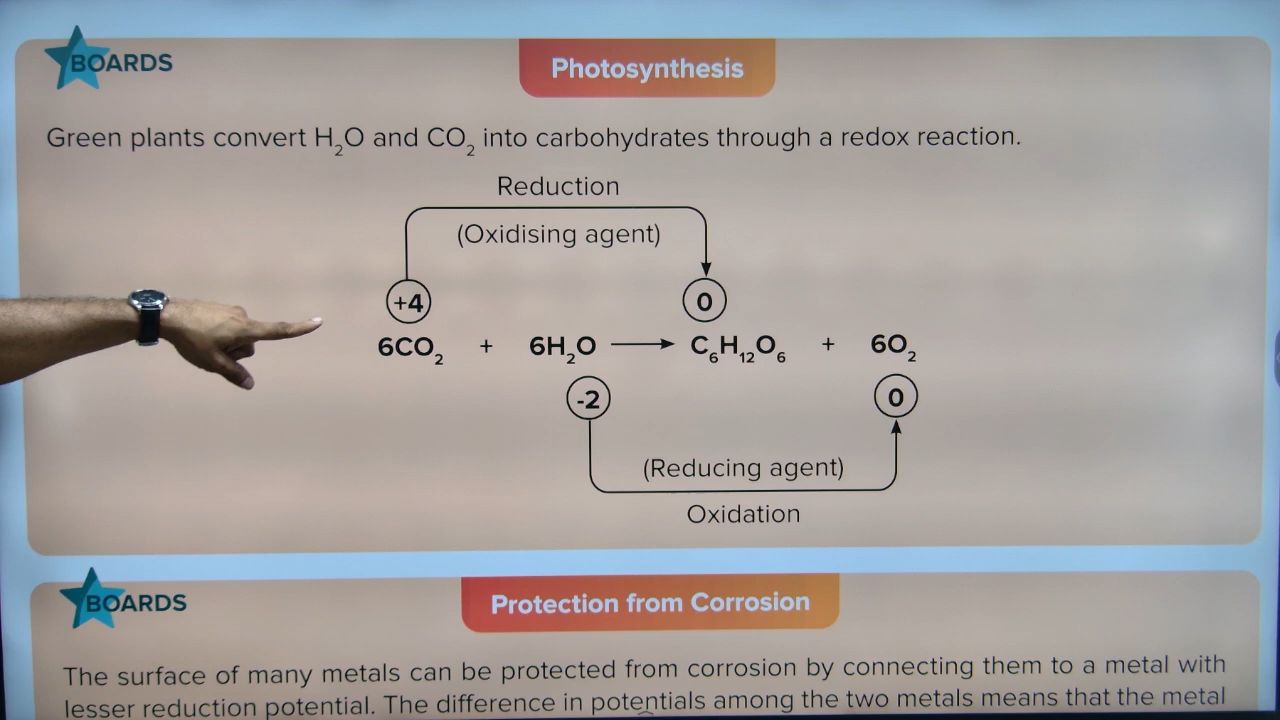 BOARDS
Photosynthesis
Green plants convert H₂O and CO₂ into carbohydrates through a redox reaction.
Reduction
(Oxidising agent)
+4 0
6CO₂ + 6H₂O ⟶ C₆H₁₂O₆ + 6O₂
-2 0
(Reducing agent)
Oxidation
BOARDS
Protection from Corrosion
The surface of many metals can be protected from corrosion by connecting them to a metal with
lesser reduction potential. The difference in potentials among the two metals means that the metal